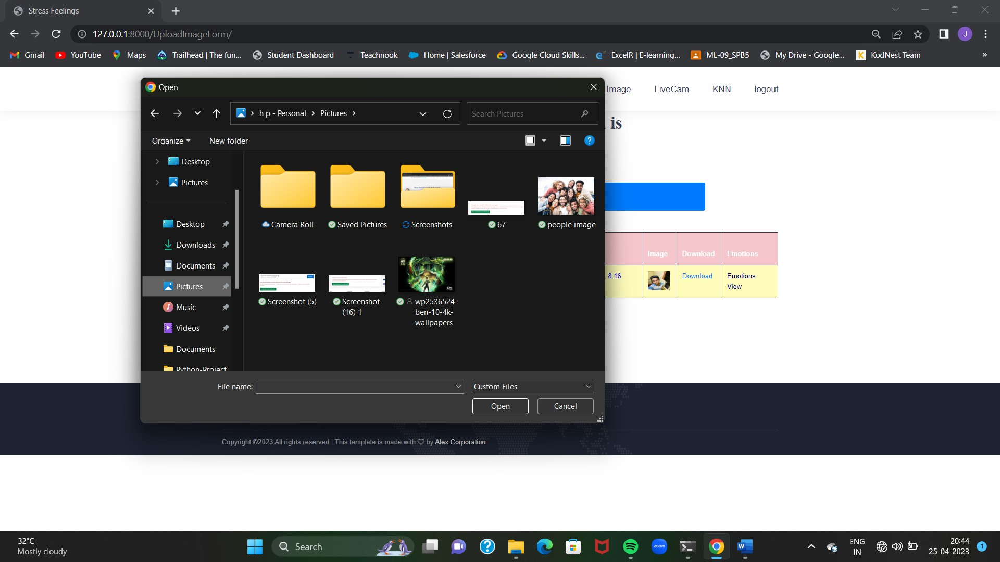 Stress Feelings
127.0.0.1:8000/UploadImageForm/
J
Gmail YouTube Maps Trailhead | The fun... Student Dashboard Teachnook Home | Salesforce Google Cloud Skills... ExcelR | E-learning... ML-09_SPB5 My Drive - Google... KodNest Team »
Open
Image LiveCam KNN logout
h p - Personal Pictures
Search Pictures
is
Organize New folder
Desktop
Pictures
Desktop
Downloads
Documents
Pictures
Music
Videos
Documents
Python-Project
Camera Roll Saved Pictures Screenshots 67 people image
Screenshot (5)
Screenshot
(16) 1
wp2536524-
ben-10-4k-
wallpapers
Image Download Emotions
8:16 Download Emotions
View
File name: Custom Files
Open Cancel
Copyright ©2023 All rights reserved | This template is made with ♡ by Alex Corporation
32°C
Mostly cloudy
Search
zoom
W
ENG
IN
20:44
25-04-2023
1